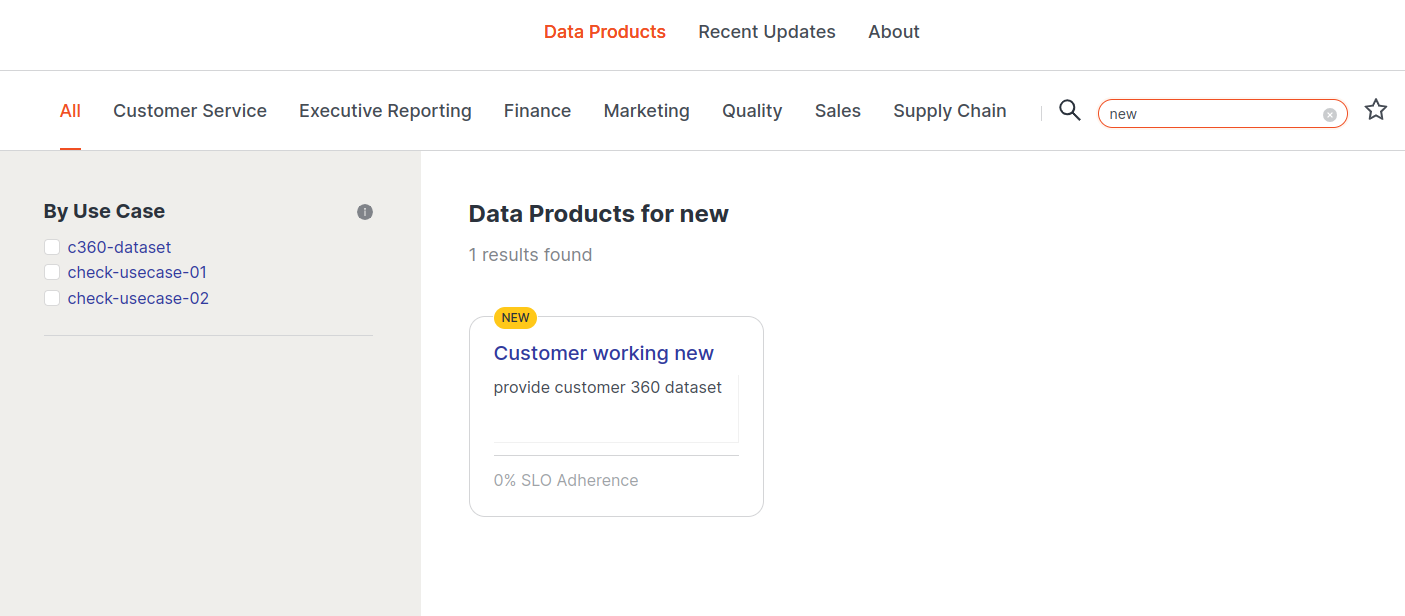 Data Products Recent Updates About
All Customer Service Executive Reporting Finance Marketing Quality Sales Supply Chain new
By Use Case
c360-dataset
check-usecase-01
check-usecase-02
Data Products for new
1 results found
NEW
Customer working new
provide customer 360 dataset
0% SLO Adherence